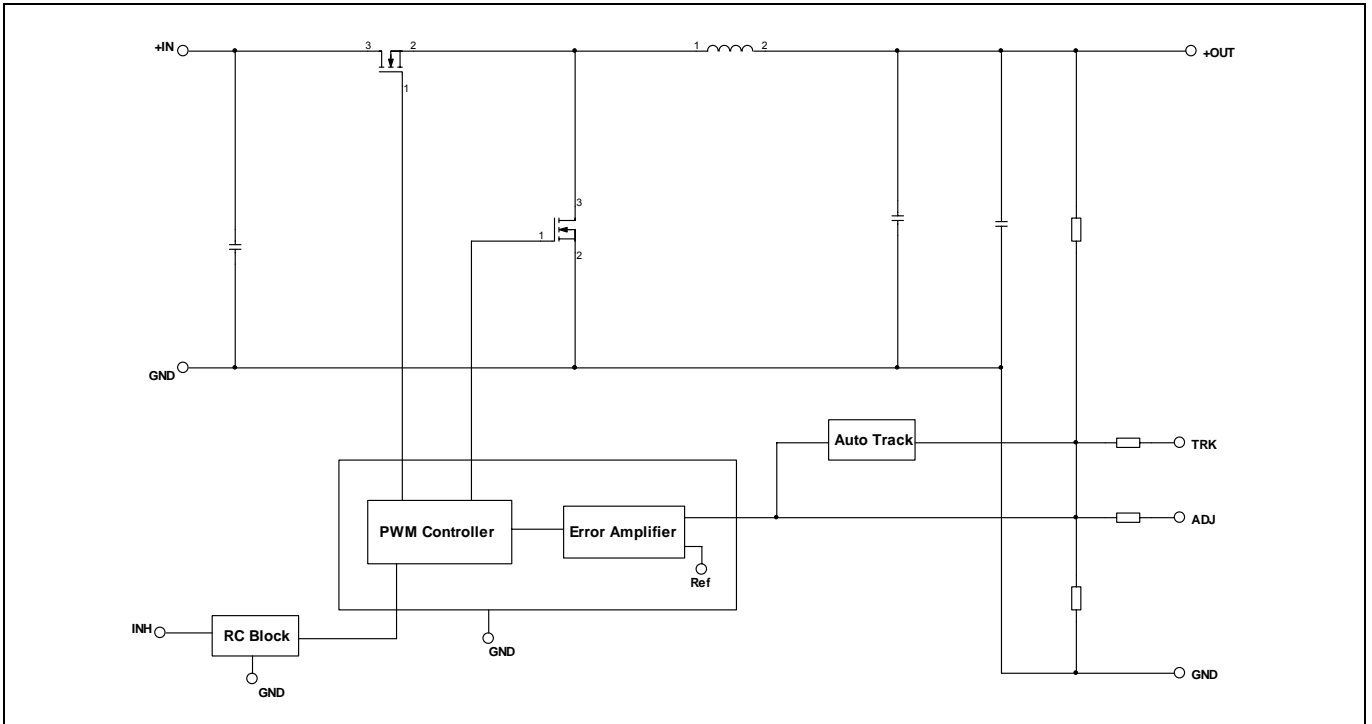 +IN
3
2
1
1
2
+OUT
3
1
2
GND
Auto Track
TRK
PWM Controller
Error Amplifier
ADJ
Ref
INH
RC Block
GND
GND
GND